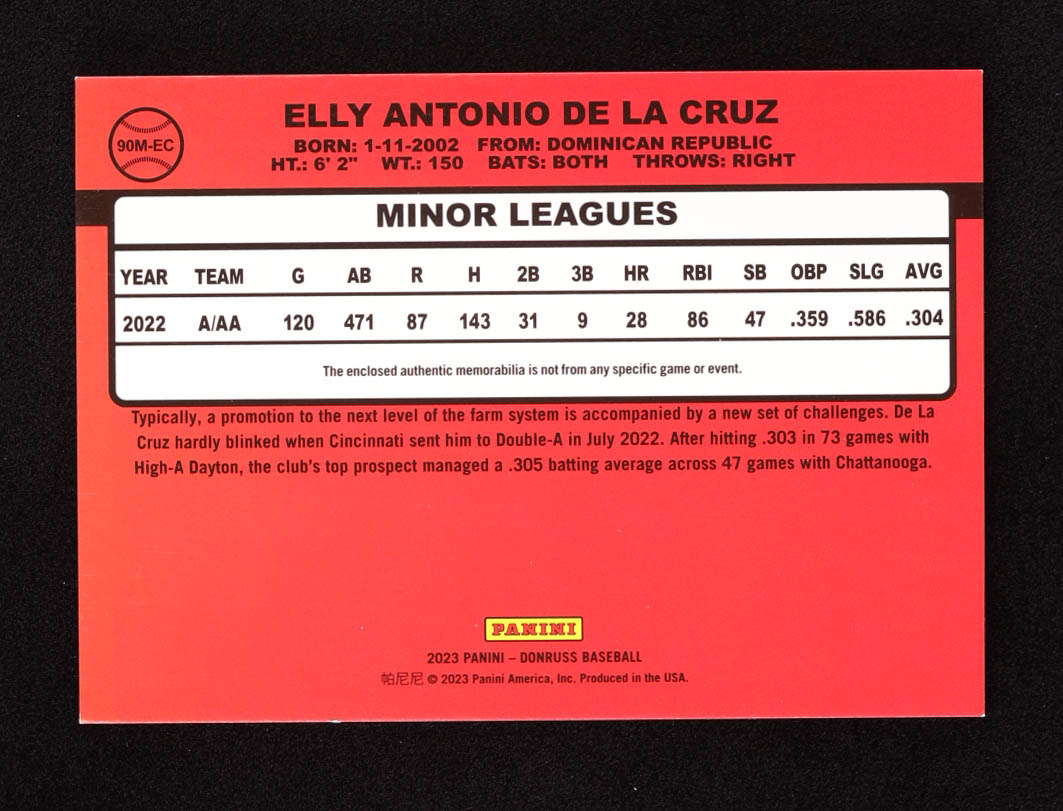 90M-EC
ELLY ANTONIO DE LA CRUZ
BORN: 1-11-2002 FROM: DOMINICAN REPUBLIC
HT.: 6' 2" WT.: 150 BATS: BOTH THROWS: RIGHT
MINOR LEAGUES
YEAR TEAM G AB R H 2B 3B HR RBI SB OBP SLG AVG
2022 A/AA 120 471 87 143 31 9 28 86 47 .359 .586 .304
The enclosed authentic memorabilia is not from any specific game or event.
Typically, a promotion to the next level of the farm system is accompanied by a new set of challenges. De La
Cruz hardly blinked when Cincinnati sent him to Double-A in July 2022. After hitting .303 in 73 games with
High-A Dayton, the club's top prospect managed a .305 batting average across 47 games with Chattanooga.
PANINI
2023 PANINI – DONRUSS BASEBALL
帕尼尼 © 2023 Panini America, Inc. Produced in the USA.